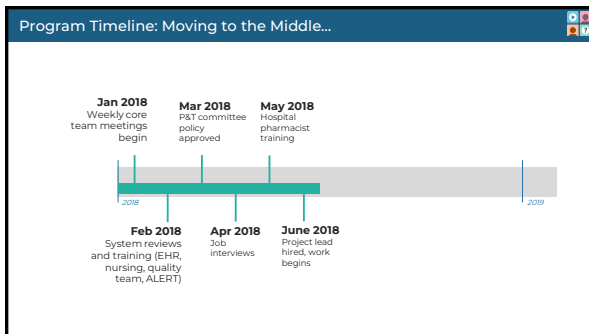 Program Timeline: Moving to the Middle...
Jan 2018
Weekly core
team meetings
begin
Mar 2018
P&T committee
policy
approved
May 2018
Hospital
pharmacist
training
2018
2019
Feb 2018
System reviews
and training (EHR,
nursing, quality
team, ALERT)
Apr 2018
Job
interviews
June 2018
Project lead
hired, work
begins